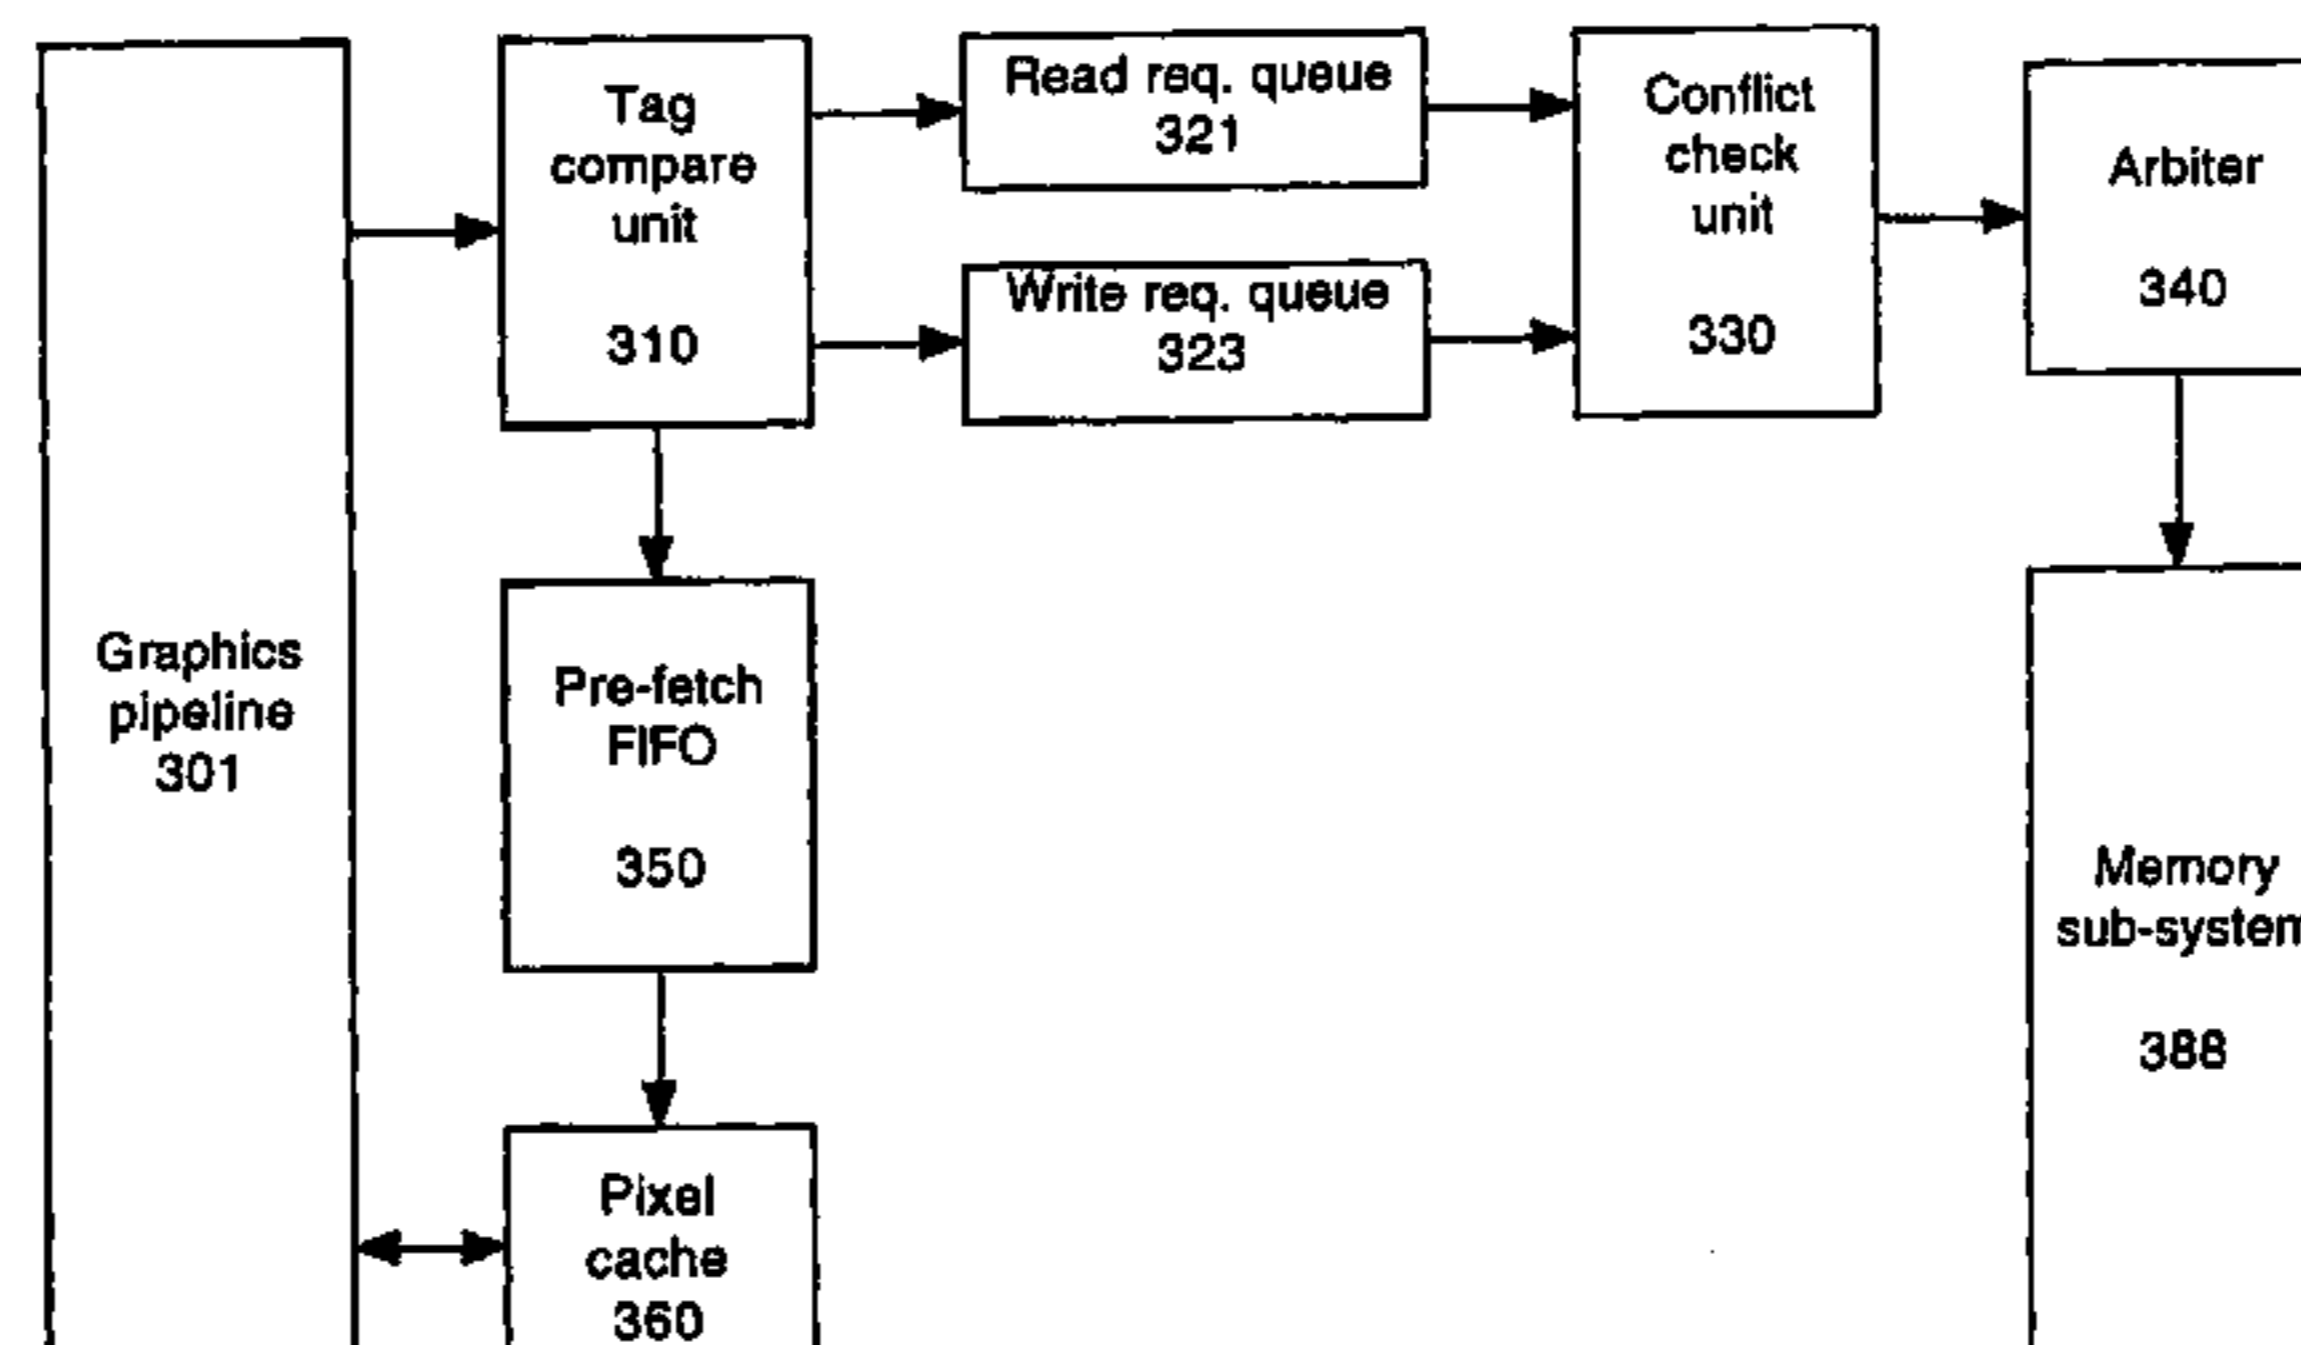 Graphics
pipeline
301
Tag
compare
unit
310
Read req. queue
321
Write req. queue
323
Conflict
check
unit
330
Arbiter
340
Pre-fetch
FIFO
350
Pixel
cache
360
Memory
sub-system
388